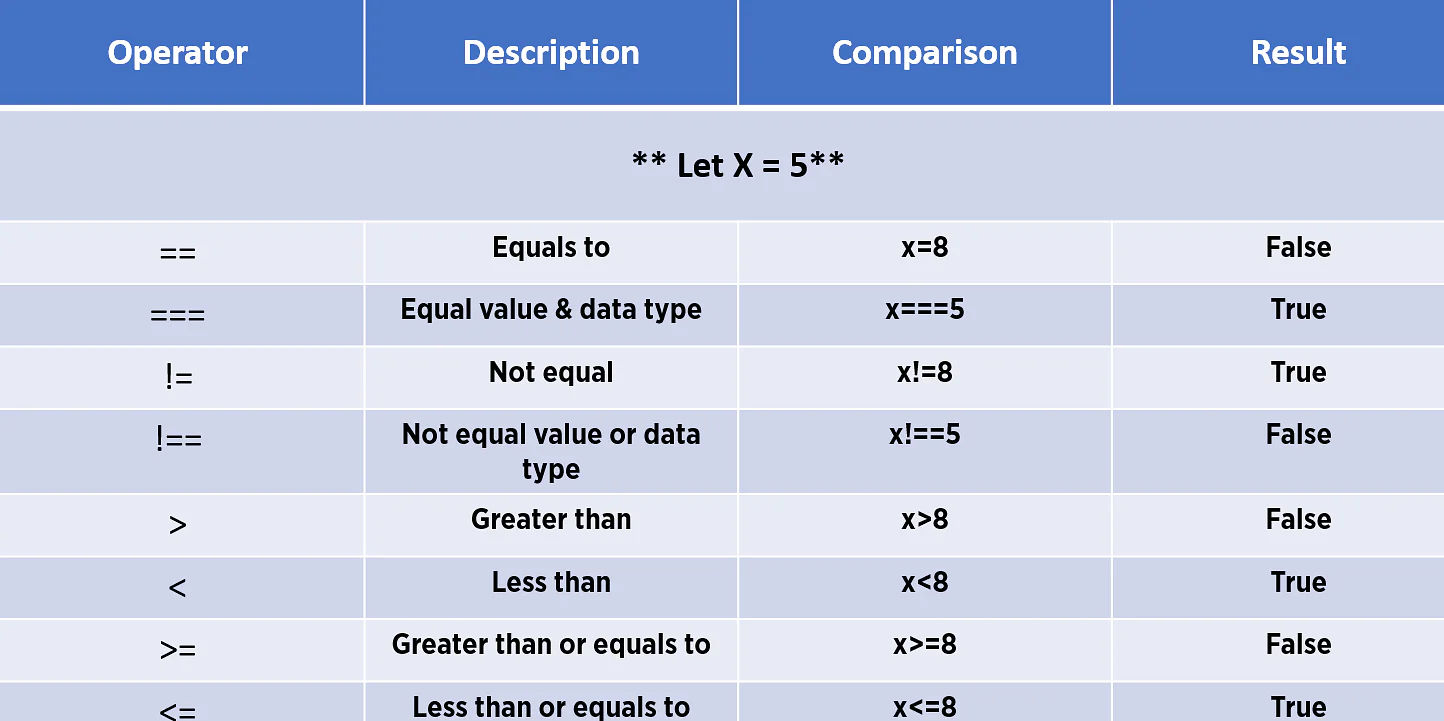 Operator Description Comparison Result
** Let X = 5**
== Equals to x=8 False
=== Equal value & data type x===5 True
!= Not equal x!=8 True
!== Not equal value or data x!==5 False
type
> Greater than x>8 False
< Less than x<8 True
>= Greater than or equals to x>=8 False
<= Less than or equals to x<=8 True